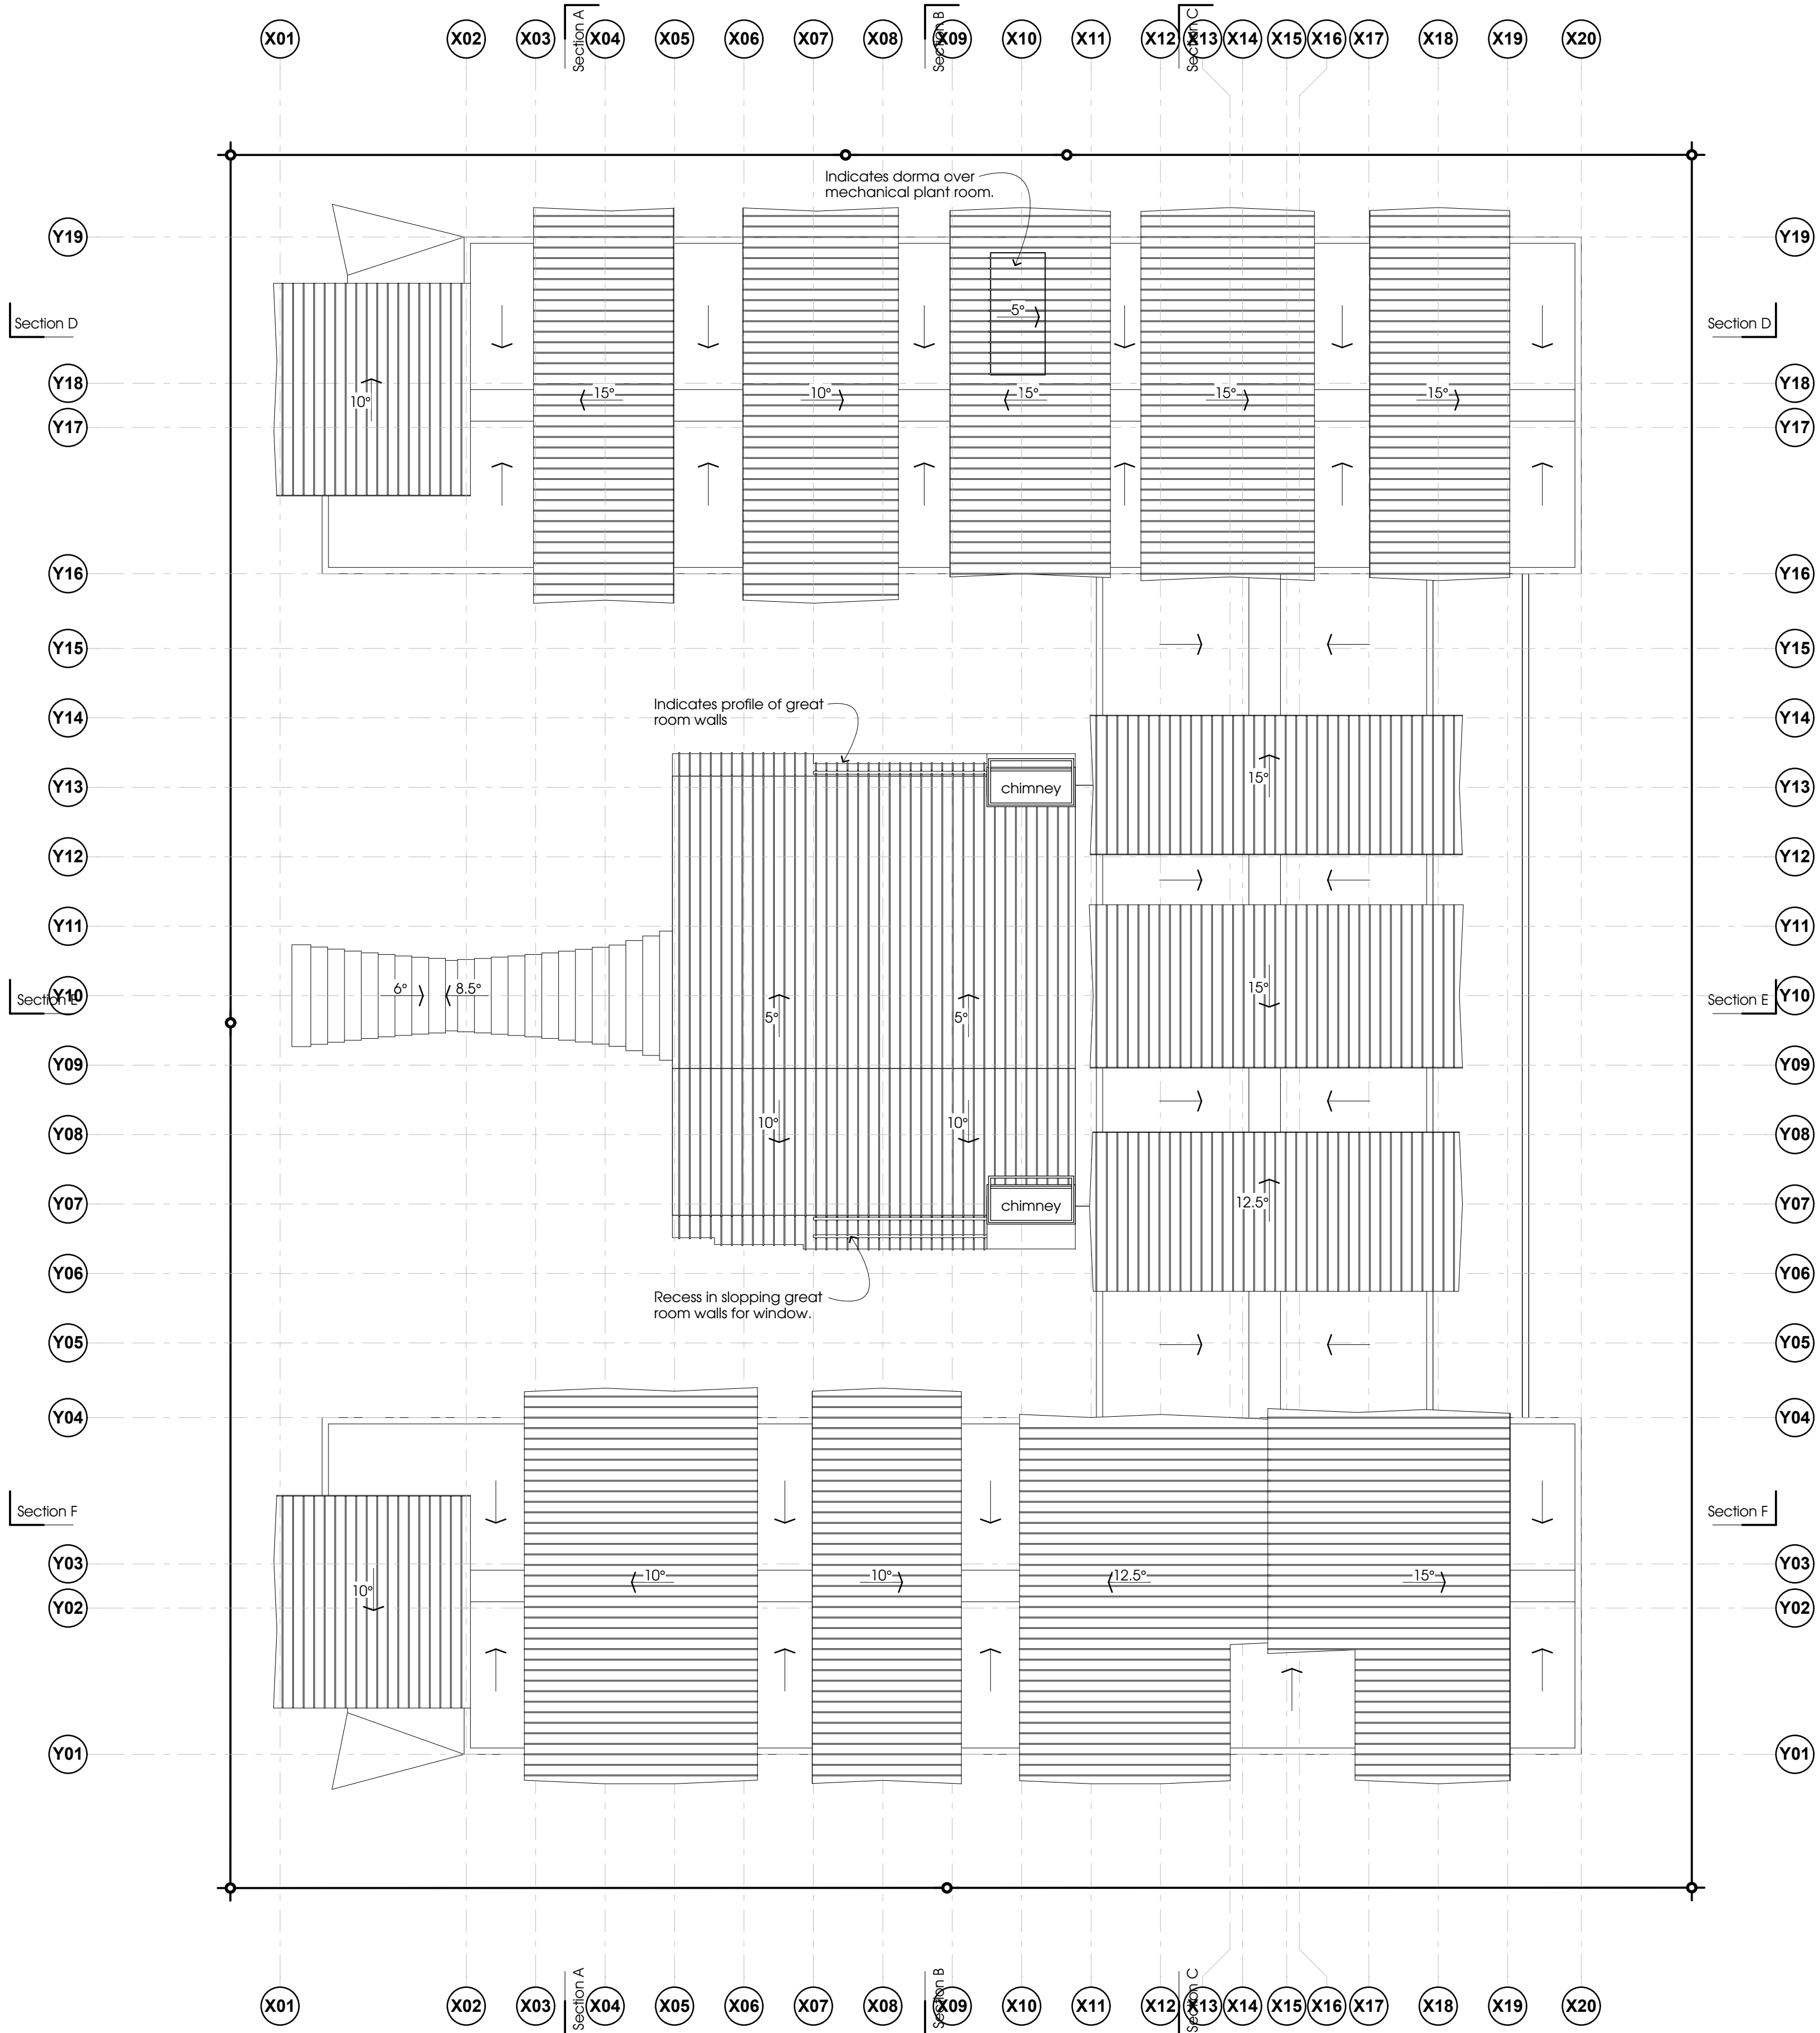 X01 X02 X03 Section A X04 X05 X06 X07 X08 Section B X09 X10 X11 X12 Section C X13 X14 X15 X16 X17 X18 X19 X20
Indicates dorma over
mechanical plant room.
Y19 Y19
5°
Section D Section D
Y18 Y18
10° 15° 10° 15° 15° 15°
Y17 Y17
Y16 Y16
Y15 Y15
Indicates profile of great
room walls
Y14 Y14
15°
Y13 chimney Y13
Y12 Y12
Y11 Y11
6° 8.5° 15°
Section E Y10 Section E Y10
5° 5°
Y09 Y09
10° 10°
Y08 Y08
12.5°
Y07 chimney Y07
Y06 Y06
Recess in slopping great
room walls for window.
Y05 Y05
Y04 Y04
Section F Section F
Y03 Y03
10° 10° 10° 12.5° 15°
Y02 Y02
Y01 Y01
X01 X02 X03 Section A X04 X05 X06 X07 X08 Section B X09 X10 X11 X12 Section C X13 X14 X15 X16 X17 X18 X19 X20